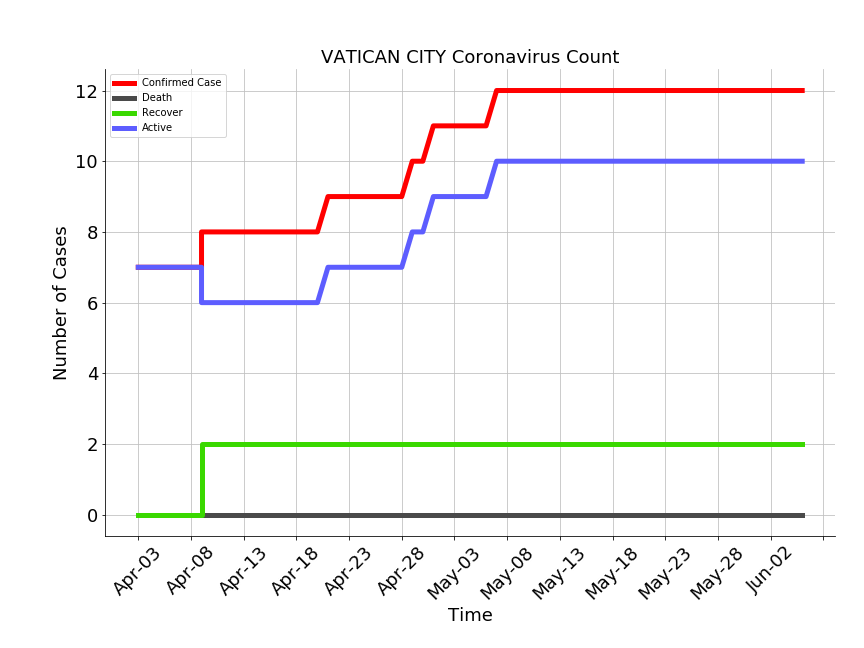 VATICAN CITY Coronavirus Count
Confirmed Case
Death
Recover
Active
Number of Cases
12
10
8
6
4
2
0
Apr-03
Apr-08
Apr-13
Apr-18
Apr-23
Apr-28
May-03
May-08
May-13
May-18
May-23
May-28
Jun-02
Time